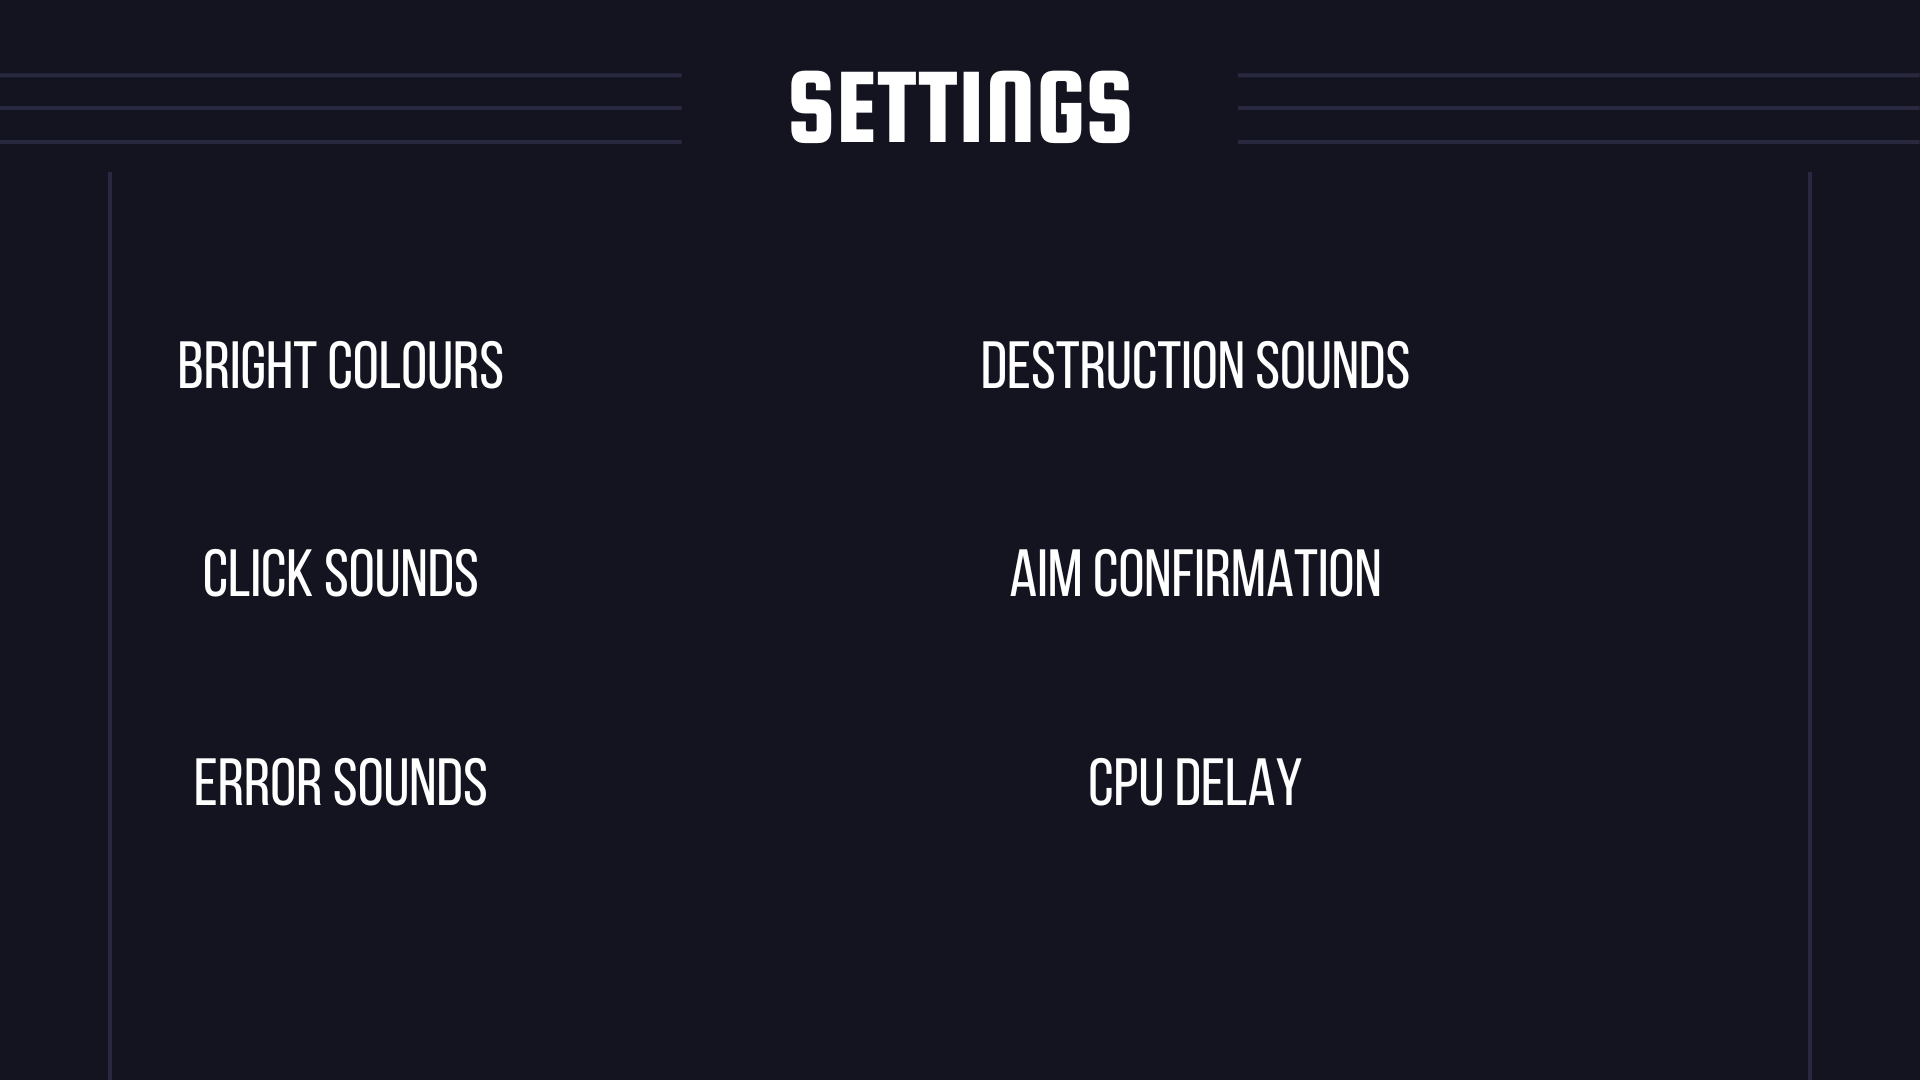 SETTINGS
BRIGHT COLOURS
DESTRUCTION SOUNDS
CLICK SOUNDS
AIM CONFIRMATION
ERROR SOUNDS
CPU DELAY